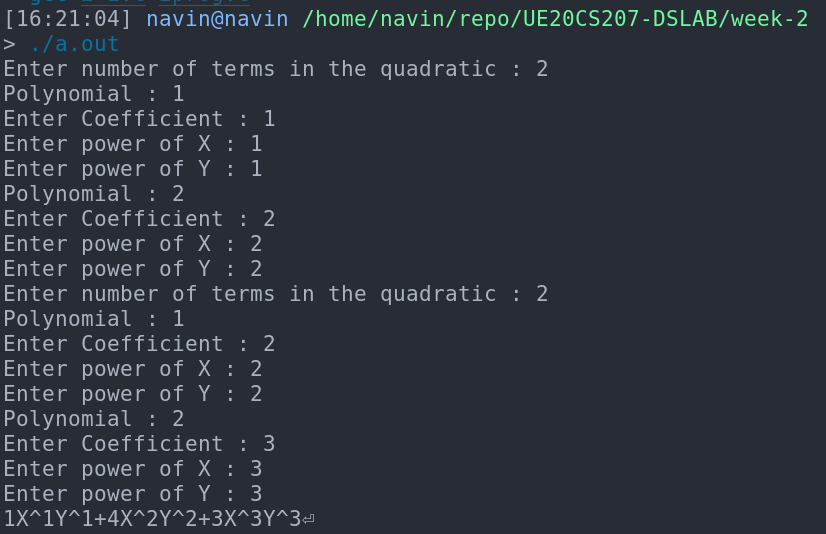 [16:21:04] navin@navin /home/navin/repo/UE20CS207-DSLAB/week-2
> ./a.out
Enter number of terms in the quadratic : 2
Polynomial : 1
Enter Coefficient : 1
Enter power of X : 1
Enter power of Y : 1
Polynomial : 2
Enter Coefficient : 2
Enter power of X : 2
Enter power of Y : 2
Enter number of terms in the quadratic : 2
Polynomial : 1
Enter Coefficient : 2
Enter power of X : 2
Enter power of Y : 2
Polynomial : 2
Enter Coefficient : 3
Enter power of X : 3
Enter power of Y : 3
1X^1Y^1+4X^2Y^2+3X^3Y^3⏎